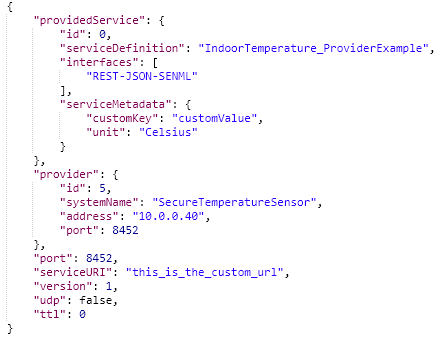 {
    "providedService": {
        "id": 0,
        "serviceDefinition": "IndoorTemperature_ProviderExample",
        "interfaces": [
            "REST-JSON-SENML"
        ],
        "serviceMetadata": {
            "customKey": "customValue",
            "unit": "Celsius"
        }
    },
    "provider": {
        "id": 5,
        "systemName": "SecureTemperatureSensor",
        "address": "10.0.0.40",
        "port": 8452
    },
    "port": 8452,
    "serviceURI": "this_is_the_custom_url",
    "version": 1,
    "udp": false,
    "ttl": 0
}